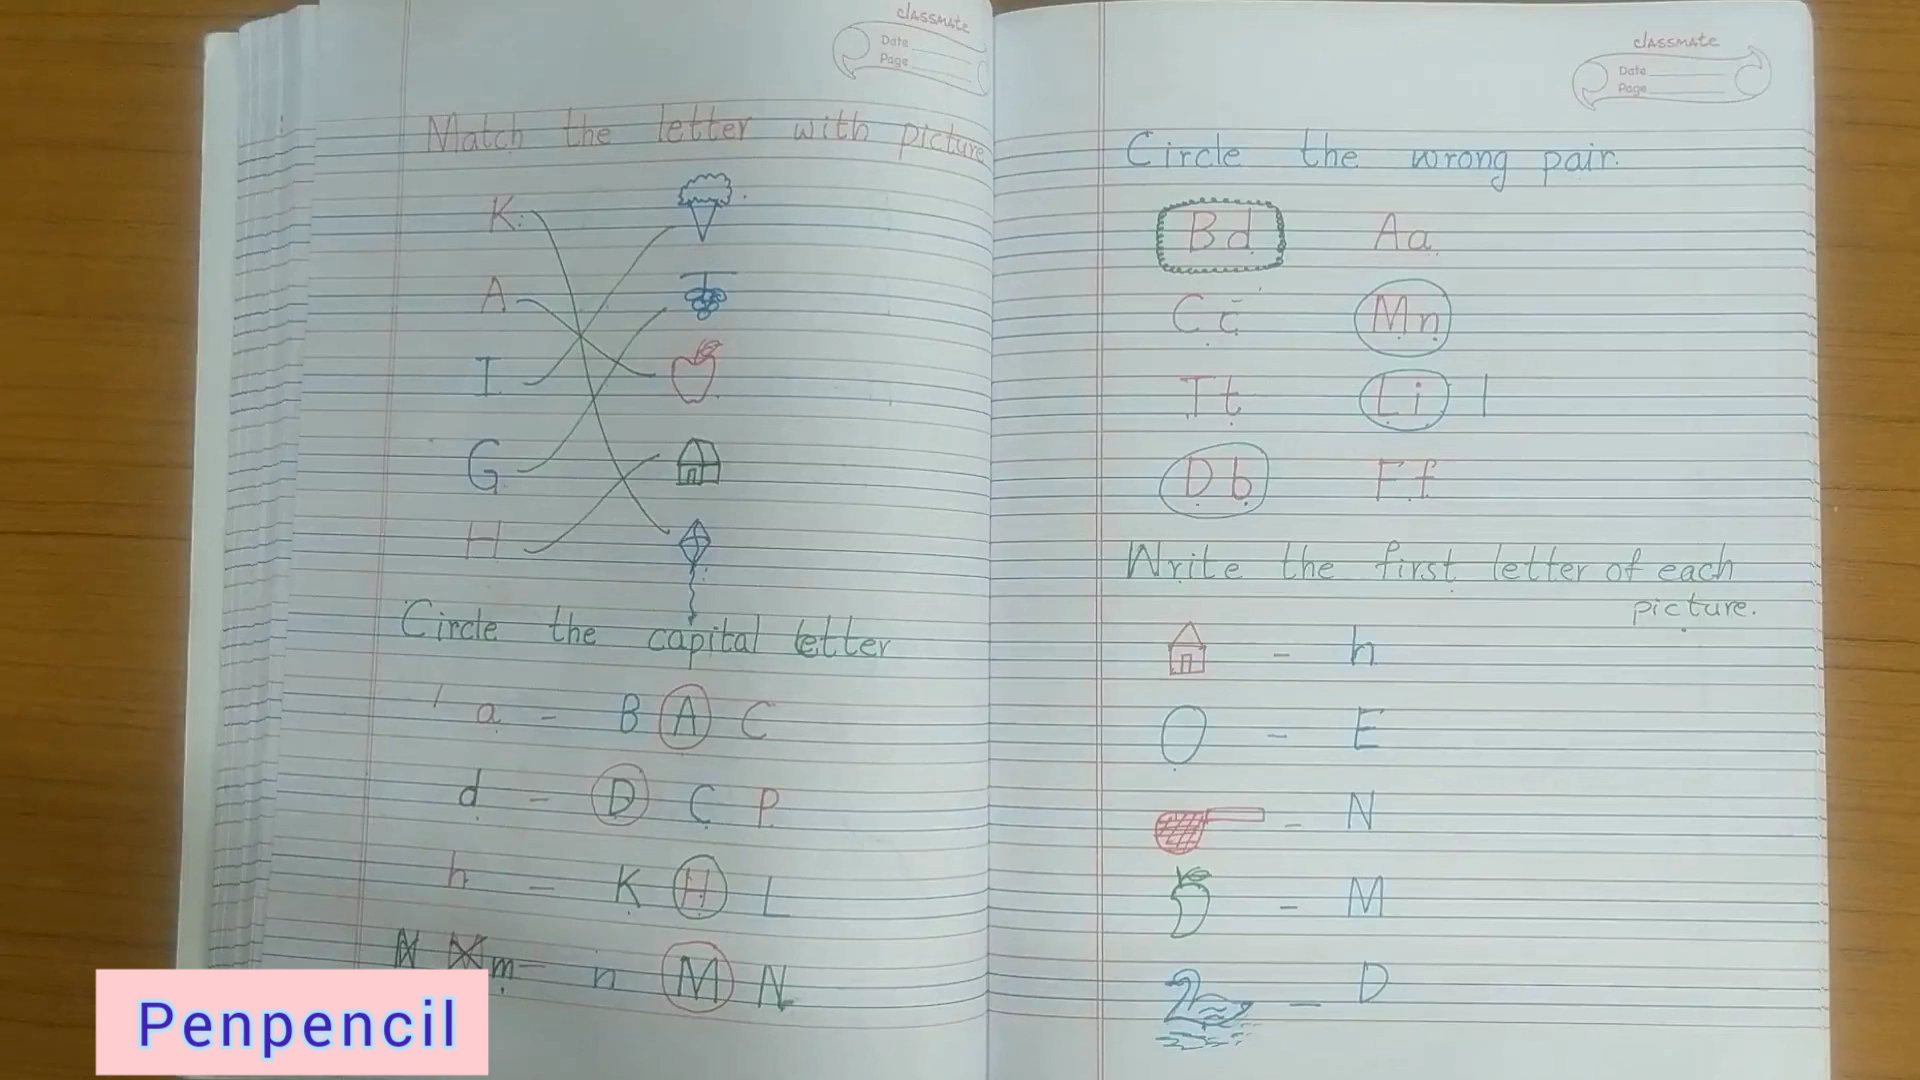 classmate
Date
Page
Match the letter with picture
K
A
I
G
H
Circle the capital letter
a - B A C
d - D C P
h - K H L
m - n M N
classmate
Date
Page
Circle the wrong pair.
Bd Aa
Cc Mn
It Li l
Db Ff
Write the first letter of each
picture.
- h
- E
- N
- M
- D
Penpencil